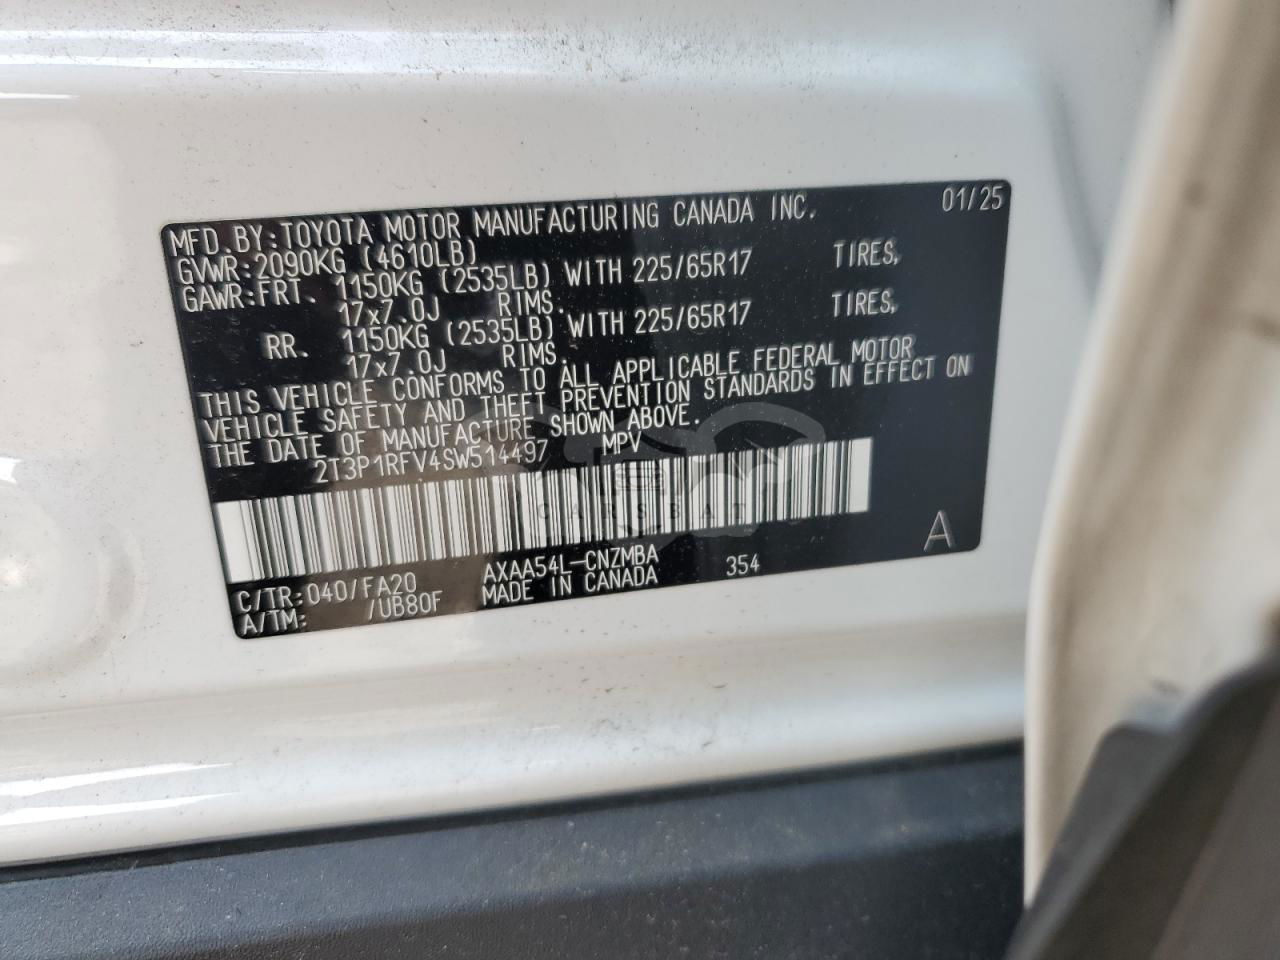 MFD. BY: TOYOTA MOTOR MANUFACTURING CANADA INC. 01/25
GVWR: 2090KG (4610LB)
GAWR: FRT. 1150KG (2535LB) WITH 225/65R17 TIRES,
17x7.0J RIMS.
RR. 1150KG (2535LB) WITH 225/65R17 TIRES,
17x7.0J RIMS.
THIS VEHICLE CONFORMS TO ALL APPLICABLE FEDERAL MOTOR
VEHICLE SAFETY AND THEFT PREVENTION STANDARDS IN EFFECT ON
THE DATE OF MANUFACTURE SHOWN ABOVE.
2T3P1RFV4SW514497 MPV
CARSBAT
C/TR: 040/FA20 AXAA54L-CNZMBA 354 A
A/TM: /UB80F MADE IN CANADA